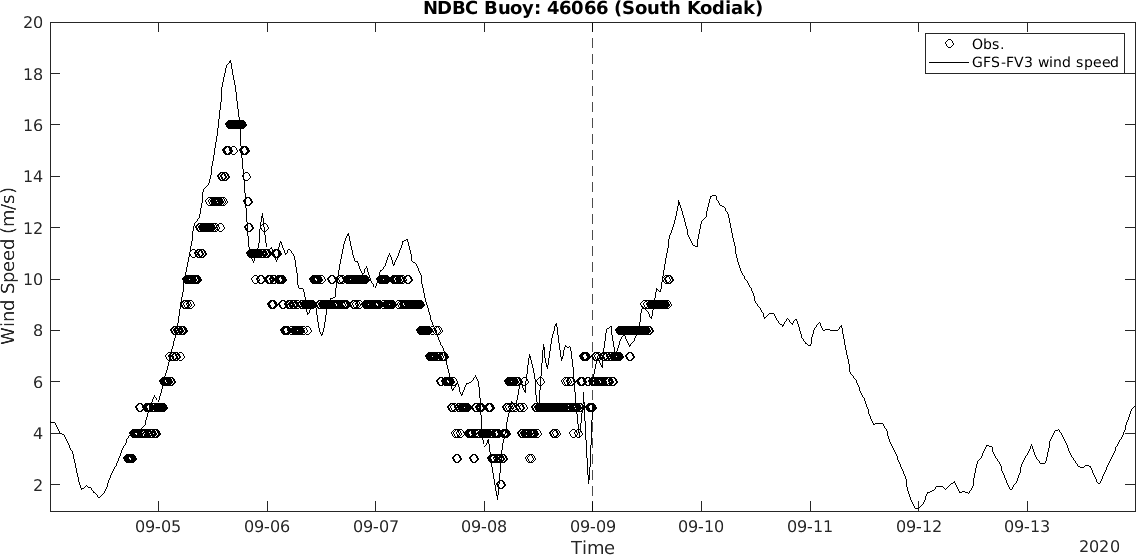 NDBC Buoy: 46066 (South Kodiak)
20
18
16
14
12
10
8
6
4
2
Wind Speed (m/s)
Obs.
GFS-FV3 wind speed
09-05 09-06 09-07 09-08 09-09 09-10 09-11 09-12 09-13
Time
2020